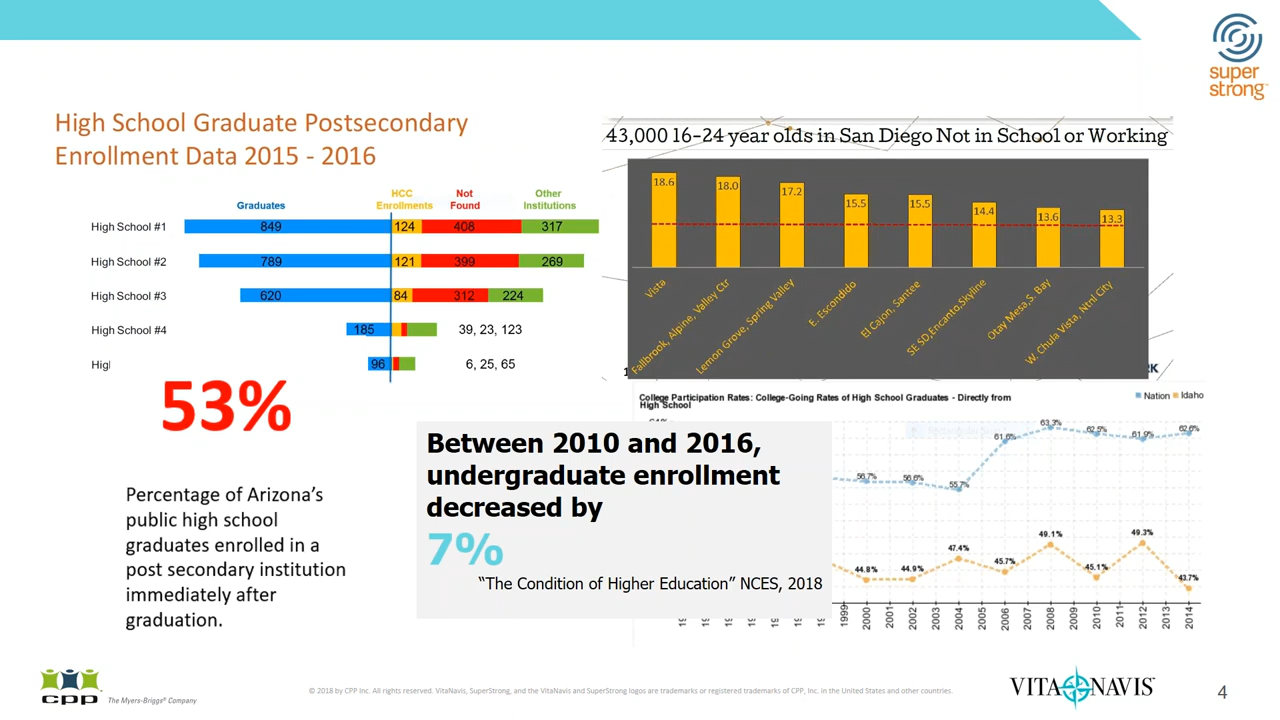 super
strong
High School Graduate Postsecondary
Enrollment Data 2015 - 2016
Graduates
HCC
Enrollments
Not
Found
Other
Institutions
High School #1
849
124
408
317
High School #2
789
121
399
269
High School #3
620
84
312
224
High School #4
185
39, 23, 123
96
6, 25, 65
53%
Percentage of Arizona’s
public high school
graduates enrolled in a
post secondary institution
immediately after
graduation.
43,000 16-24 year olds in San Diego Not in School or Working
18.6
18.0
17.2
15.5
15.5
14.4
13.6
13.3
Vista
Fallbrook, Alpine, Valley Ctr
Lemon Grove, Spring Valley
E. Escondido
El Cajon, Santee
SE SD,Encanto,Skyline
Otay Mesa,S. Bay
W. Chula Vista, Ntnl City
College Participation Rates: College-Going Rates of High School Graduates - Directly from
High School
Nation
Idaho
61.6%
63.3%
62.5%
61.9%
62.6%
56.7%
56.6%
55.7%
44.8%
44.9%
47.4%
45.7%
49.1%
45.1%
49.3%
43.7%
1999
2000
2001
2002
2003
2004
2005
2006
2007
2008
2009
2010
2011
2012
2013
2014
Between 2010 and 2016,
undergraduate enrollment
decreased by
7%
“The Condition of Higher Education” NCES, 2018
cpp
The Myers-Briggs® Company
© 2018 by CPP Inc. All rights reserved. VitaNavis, SuperStrong, and the VitaNavis and SuperStrong logos are trademarks or registered trademarks of CPP, Inc. in the United States and other countries.
VITA NAVIS™
4